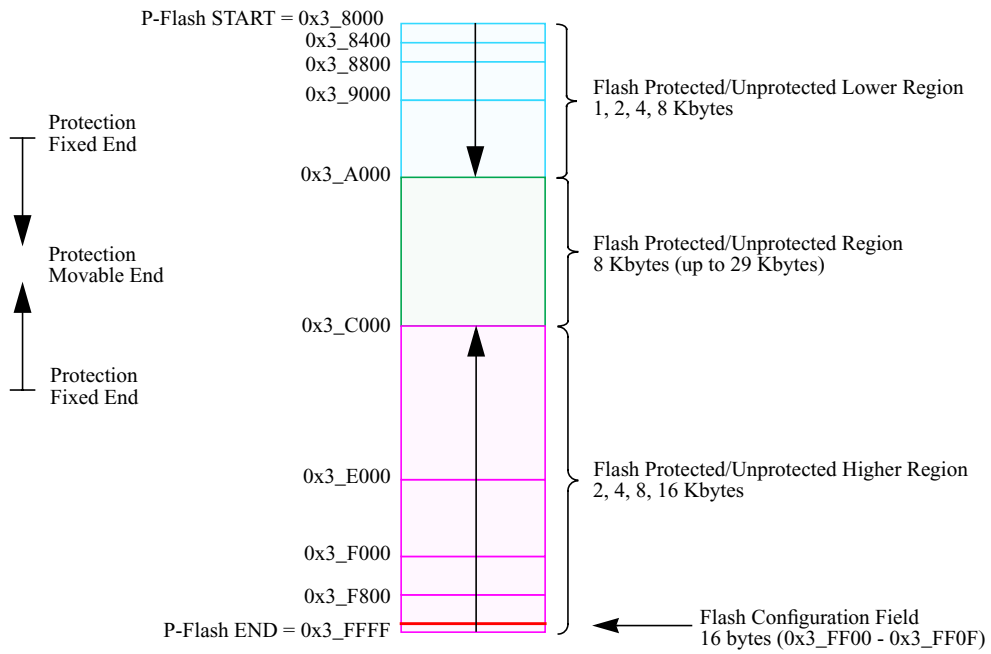 P-Flash START = 0x3_8000
0x3_8400
0x3_8800
0x3_9000
Flash Protected/Unprotected Lower Region
1, 2, 4, 8 Kbytes
Protection
Fixed End
0x3_A000
Protection
Movable End
Flash Protected/Unprotected Region
8 Kbytes (up to 29 Kbytes)
0x3_C000
Protection
Fixed End
0x3_E000
Flash Protected/Unprotected Higher Region
2, 4, 8, 16 Kbytes
0x3_F000
0x3_F800
P-Flash END = 0x3_FFFF
Flash Configuration Field
16 bytes (0x3_FF00 - 0x3_FF0F)